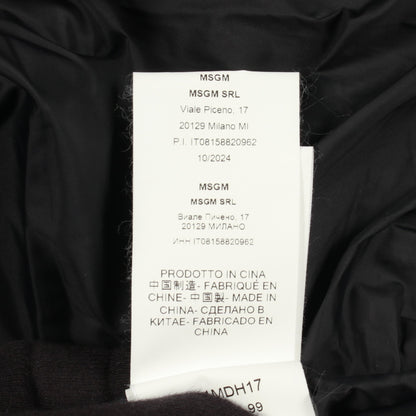 MSGM
MSGM SRL
Viale Piceno, 17
20129 Milano MI
P.I. IT08158820962
10/2024
MSGM
MSGM SRL
Виале Пичено, 17
20129 МИЛАНО
ИНН IT08158820962
PRODOTTO IN CINA
中国制造- FABRIQUÉ EN
CHINE- 中国製- MADE IN
CHINA- СДЕЛАНО В
КИТАЕ- FABRICADO EN
CHINA
MDH17
99